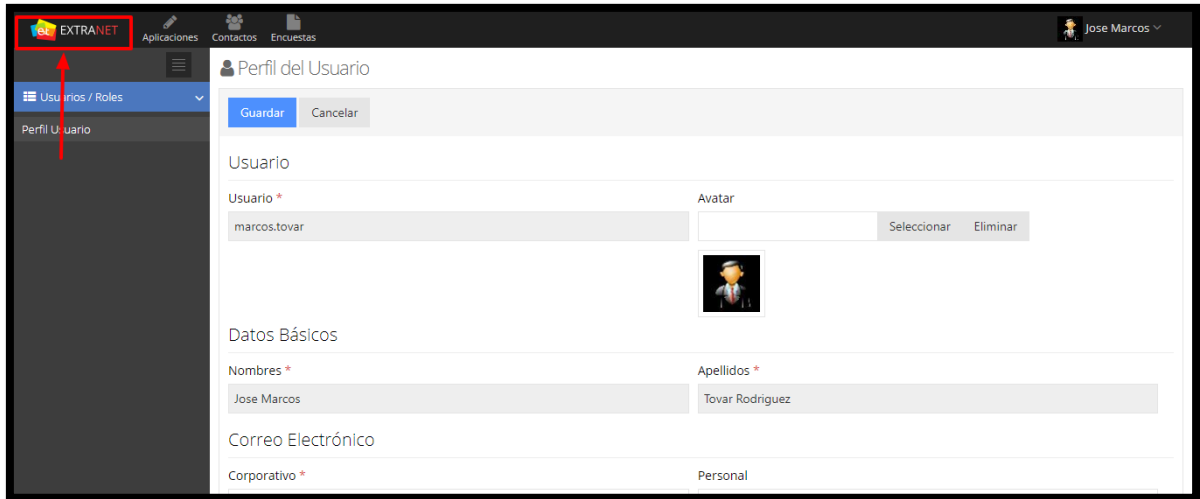 et EXTRANET
Aplicaciones
Contactos
Encuestas
Jose Marcos
Perfil del Usuario
Usuarios / Roles
Perfil Usuario
Guardar
Cancelar
Usuario
Usuario *
Avatar
marcos.tovar
Seleccionar
Eliminar
Datos Básicos
Nombres *
Apellidos *
Jose Marcos
Tovar Rodriguez
Correo Electrónico
Corporativo *
Personal